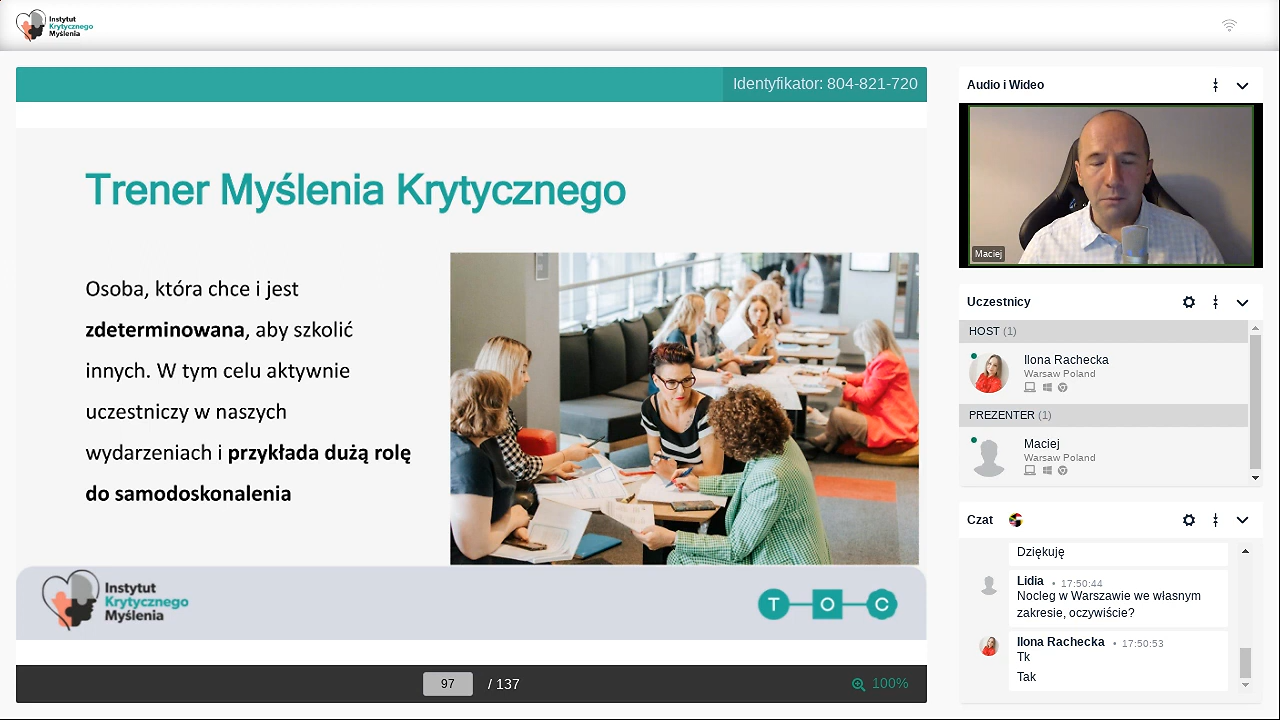 Instytut
Krytycznego
Myślenia
Identyfikator: 804-821-720
Trener Myślenia Krytycznego
Osoba, która chce i jest
zdeterminowana, aby szkolić
innych. W tym celu aktywnie
uczestniczy w naszych
wydarzeniach i przykłada dużą rolę
do samodoskonalenia
Instytut
Krytycznego
Myślenia
T O C
97 / 137
100%
Audio i Wideo
Maciej
Uczestnicy
HOST (1)
Ilona Rachecka
Warsaw Poland
PREZENTER (1)
Maciej
Warsaw Poland
Czat
Dziękuję
Lidia • 17:50:44
Nocleg w Warszawie we własnym
zakresie, oczywiście?
Ilona Rachecka • 17:50:53
Tk
Tak